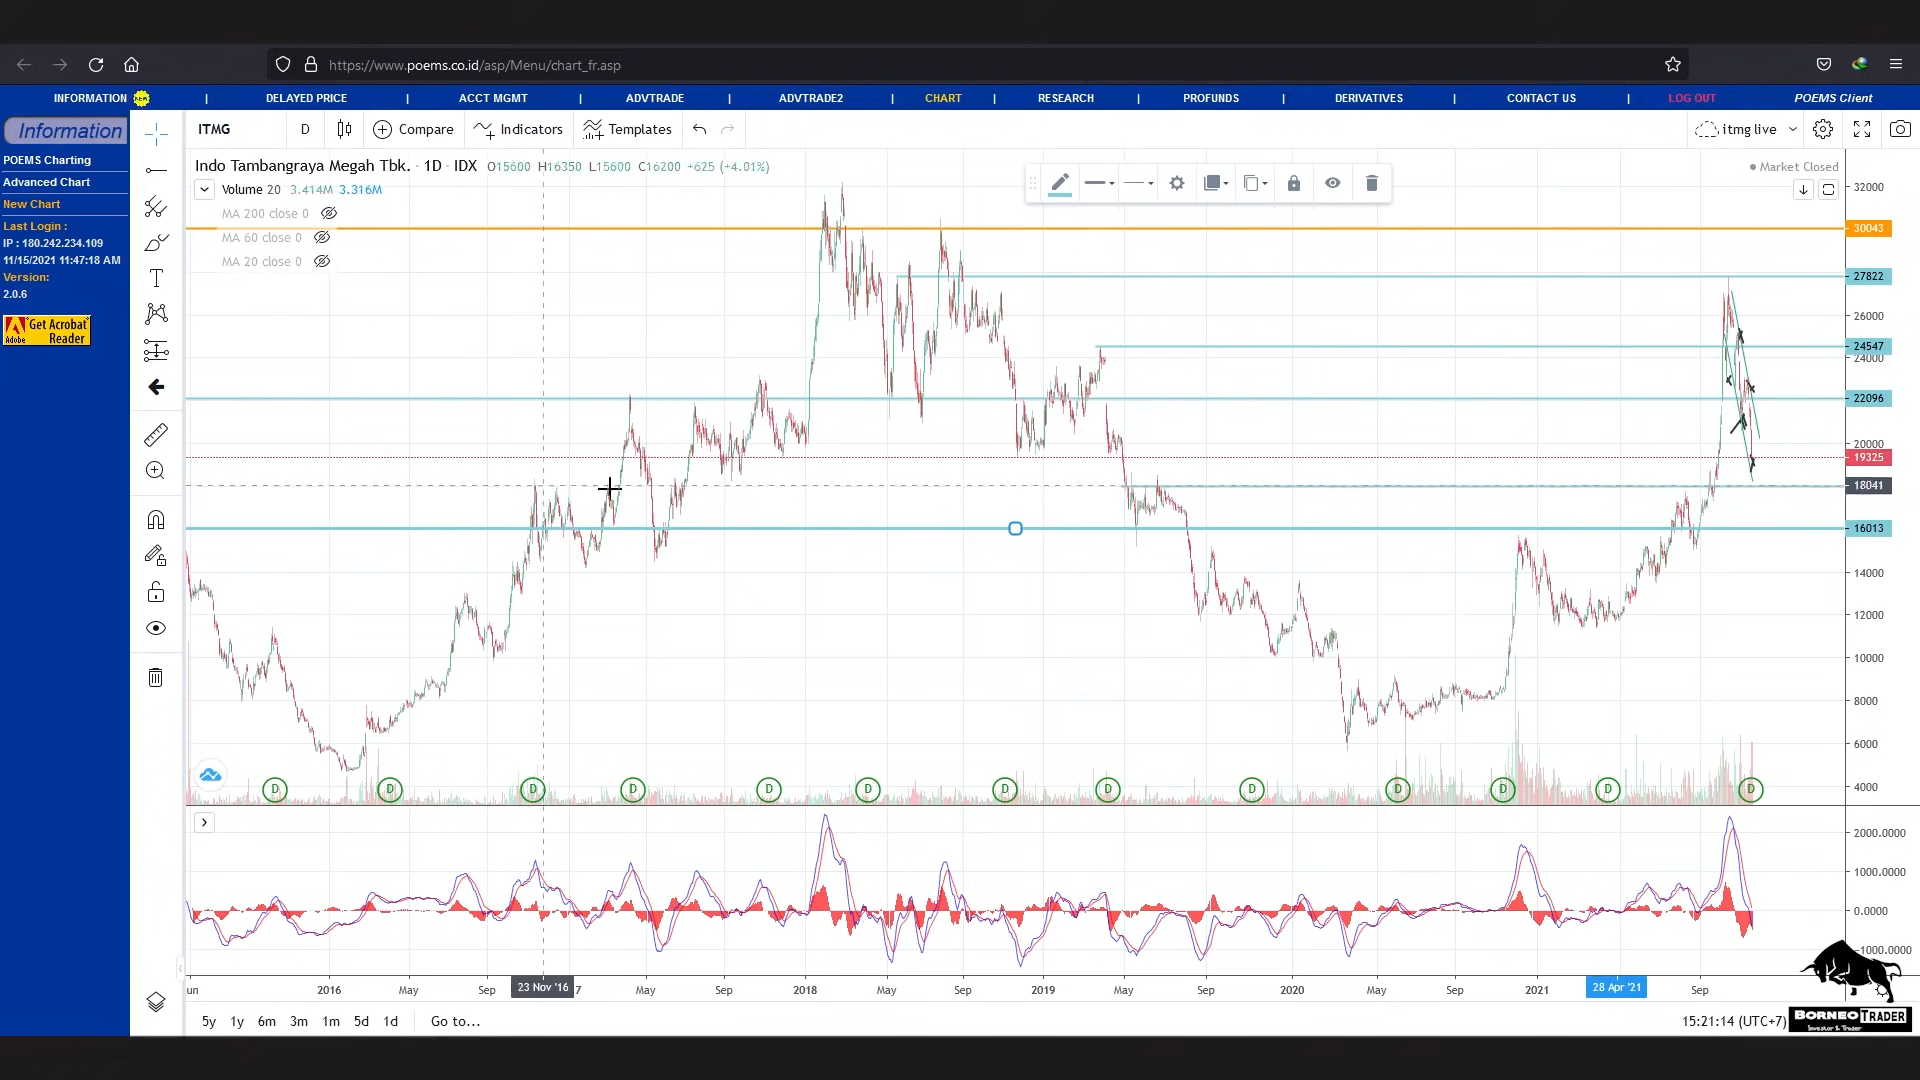 https://www.poems.co.id/asp/Menu/chart_fr.asp
INFORMATION NEW | DELAYED PRICE | ACCT MGMT | ADVTRADE | ADVTRADE2 | CHART | RESEARCH | PROFUNDS | DERIVATIVES | CONTACT US | LOG OUT POEMS Client
Information
POEMS Charting
Advanced Chart
New Chart
Last Login :
IP : 180.242.234.109
11/15/2021 11:47:18 AM
Version:
2.0.6
Get Acrobat
Adobe Reader
ITMG D Compare Indicators Templates itmg live
Indo Tambangraya Megah Tbk. · 1D · IDX O15600 H16350 L15600 C16200 +625 (+4.01%)
Market Closed
Volume 20 3.414M 3.316M
MA 200 close 0
MA 60 close 0
MA 20 close 0
32000
30043
27822
26000
24547
24000
22096
20000
19325
18041
16013
14000
12000
10000
8000
6000
4000
D D D D D D D D D D D D D
2000.0000
1000.0000
0.0000
-1000.0000
un 2016 May Sep 23 Nov '16 7 May Sep 2018 May Sep 2019 May Sep 2020 May Sep 2021 28 Apr '21 Sep
5y 1y 6m 3m 1m 5d 1d Go to...
15:21:14 (UTC+7)
BORNEO TRADER
Investor & Trader